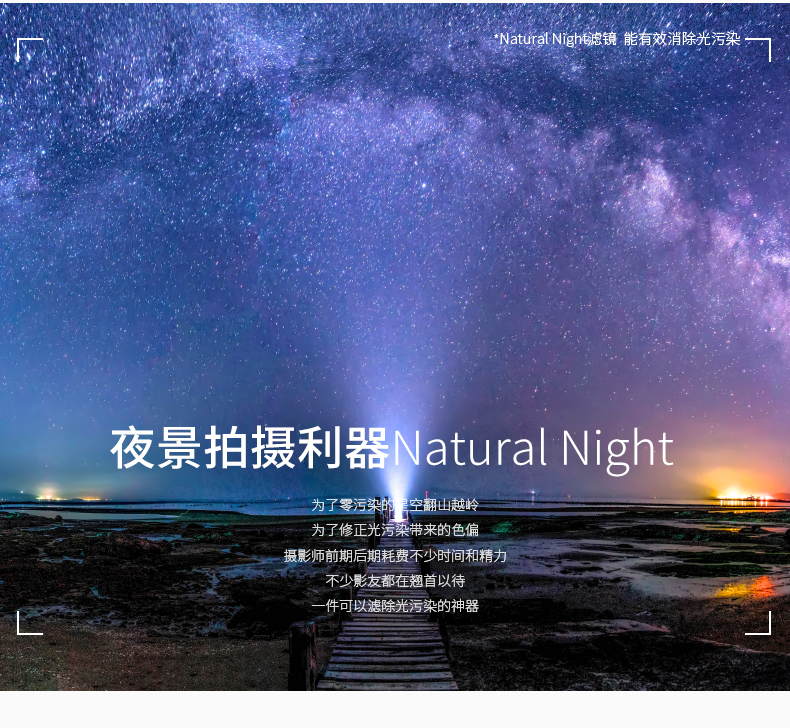 *Natural Night滤镜 能有效消除光污染
夜景拍摄利器Natural Night
为了零污染的星空翻山越岭
为了修正光污染带来的色偏
摄影师前期后期耗费不少时间和精力
不少影友都在翘首以待
一件可以滤除光污染的神器